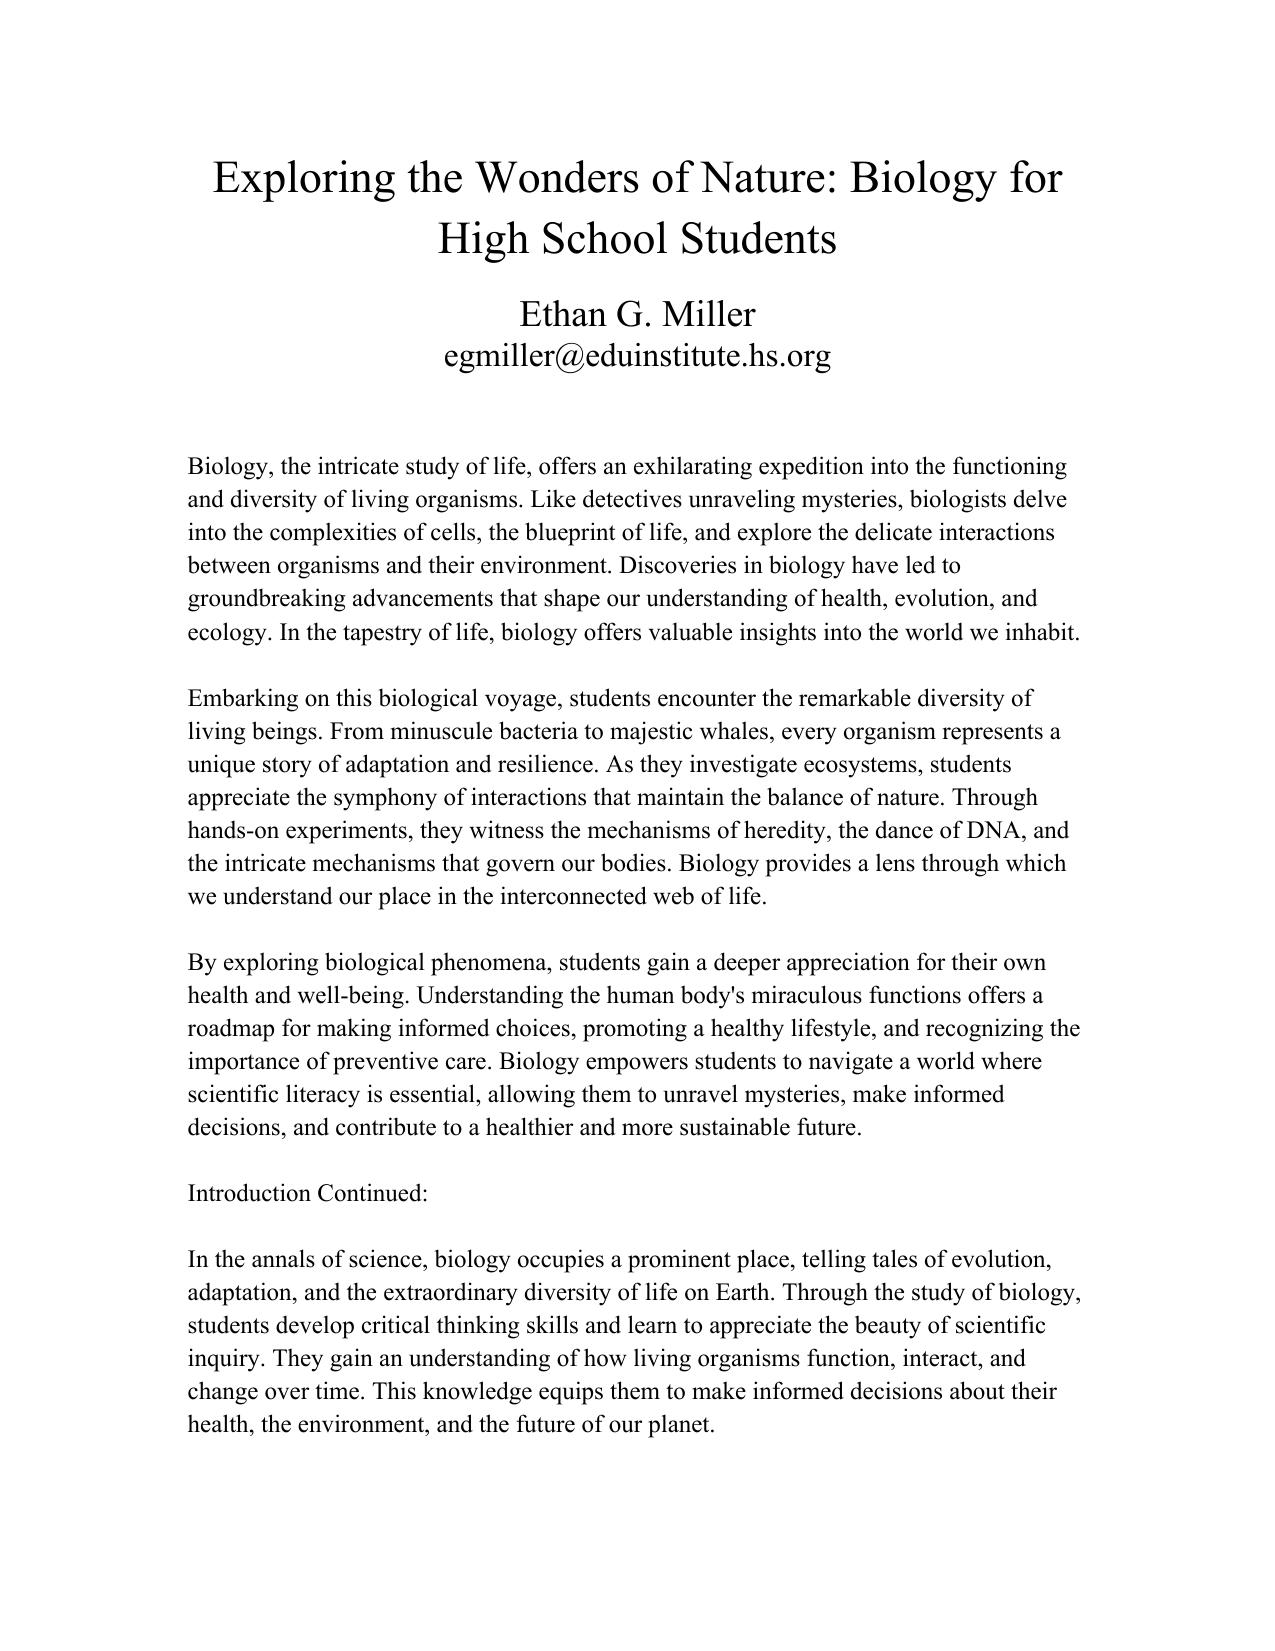 Exploring the Wonders of Nature: Biology for
High School Students
Ethan G. Miller
egmiller@eduinstitute.hs.org
Biology, the intricate study of life, offers an exhilarating expedition into the functioning
and diversity of living organisms. Like detectives unraveling mysteries, biologists delve
into the complexities of cells, the blueprint of life, and explore the delicate interactions
between organisms and their environment. Discoveries in biology have led to
groundbreaking advancements that shape our understanding of health, evolution, and
ecology. In the tapestry of life, biology offers valuable insights into the world we inhabit.
Embarking on this biological voyage, students encounter the remarkable diversity of
living beings. From minuscule bacteria to majestic whales, every organism represents a
unique story of adaptation and resilience. As they investigate ecosystems, students
appreciate the symphony of interactions that maintain the balance of nature. Through
hands-on experiments, they witness the mechanisms of heredity, the dance of DNA, and
the intricate mechanisms that govern our bodies. Biology provides a lens through which
we understand our place in the interconnected web of life.
By exploring biological phenomena, students gain a deeper appreciation for their own
health and well-being. Understanding the human body's miraculous functions offers a
roadmap for making informed choices, promoting a healthy lifestyle, and recognizing the
importance of preventive care. Biology empowers students to navigate a world where
scientific literacy is essential, allowing them to unravel mysteries, make informed
decisions, and contribute to a healthier and more sustainable future.
Introduction Continued:
In the annals of science, biology occupies a prominent place, telling tales of evolution,
adaptation, and the extraordinary diversity of life on Earth. Through the study of biology,
students develop critical thinking skills and learn to appreciate the beauty of scientific
inquiry. They gain an understanding of how living organisms function, interact, and
change over time. This knowledge equips them to make informed decisions about their
health, the environment, and the future of our planet.